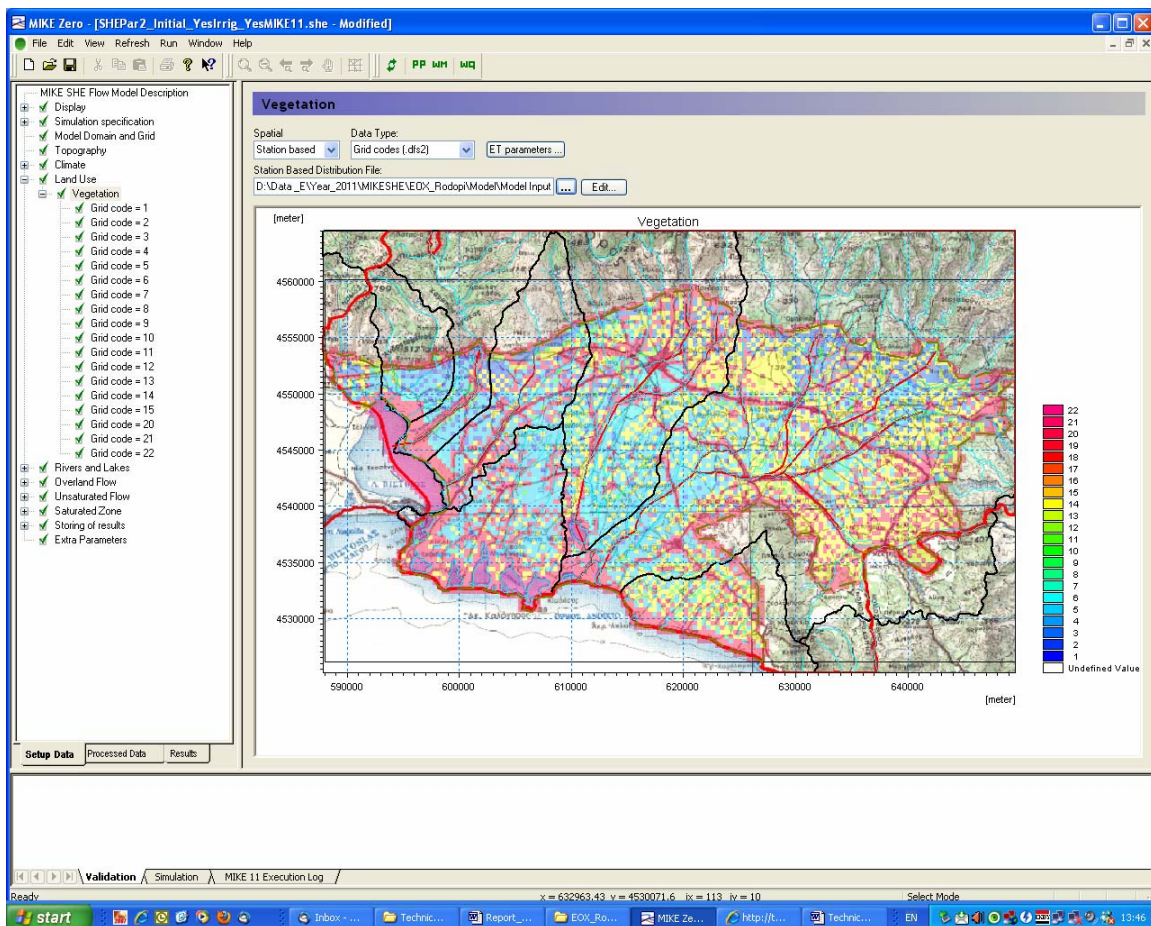 MIKE Zero - [SHEPar2_Initial_YesIrrig_YesMIKE11.she - Modified]
File Edit View Refresh Run Window Help
PP WM WQ
MIKE SHE Flow Model Description
Display
Simulation specification
Model Domain and Grid
Topography
Climate
Land Use
Vegetation
Grid code = 1
Grid code = 2
Grid code = 3
Grid code = 4
Grid code = 5
Grid code = 6
Grid code = 7
Grid code = 8
Grid code = 9
Grid code = 10
Grid code = 11
Grid code = 12
Grid code = 13
Grid code = 14
Grid code = 15
Grid code = 20
Grid code = 21
Grid code = 22
Rivers and Lakes
Overland Flow
Unsaturated Flow
Saturated Zone
Storing of results
Extra Parameters
Setup Data Processed Data Results
Vegetation
Spatial Data Type:
Station based Grid codes (.dfs2) ET parameters ...
Station Based Distribution File:
D:\Data _E\Year_2011\MIKESHE\EOX_Rodopi\Model\Model Input ... Edit...
[meter]
Vegetation
4560000
4555000
4550000
4545000
4540000
4535000
4530000
590000 600000 610000 620000 630000 640000
[meter]
22
21
20
19
18
17
16
15
14
13
12
11
10
9
8
7
6
5
4
3
2
1
Undefined Value
Validation Simulation MIKE 11 Execution Log
Ready x = 632963.43 y = 4530071.6 ix = 113 iy = 10 Select Mode
start Inbox - ... Technic... Report_... EOX_Ro... MIKE Ze... http://t... Technic... EN 13:46